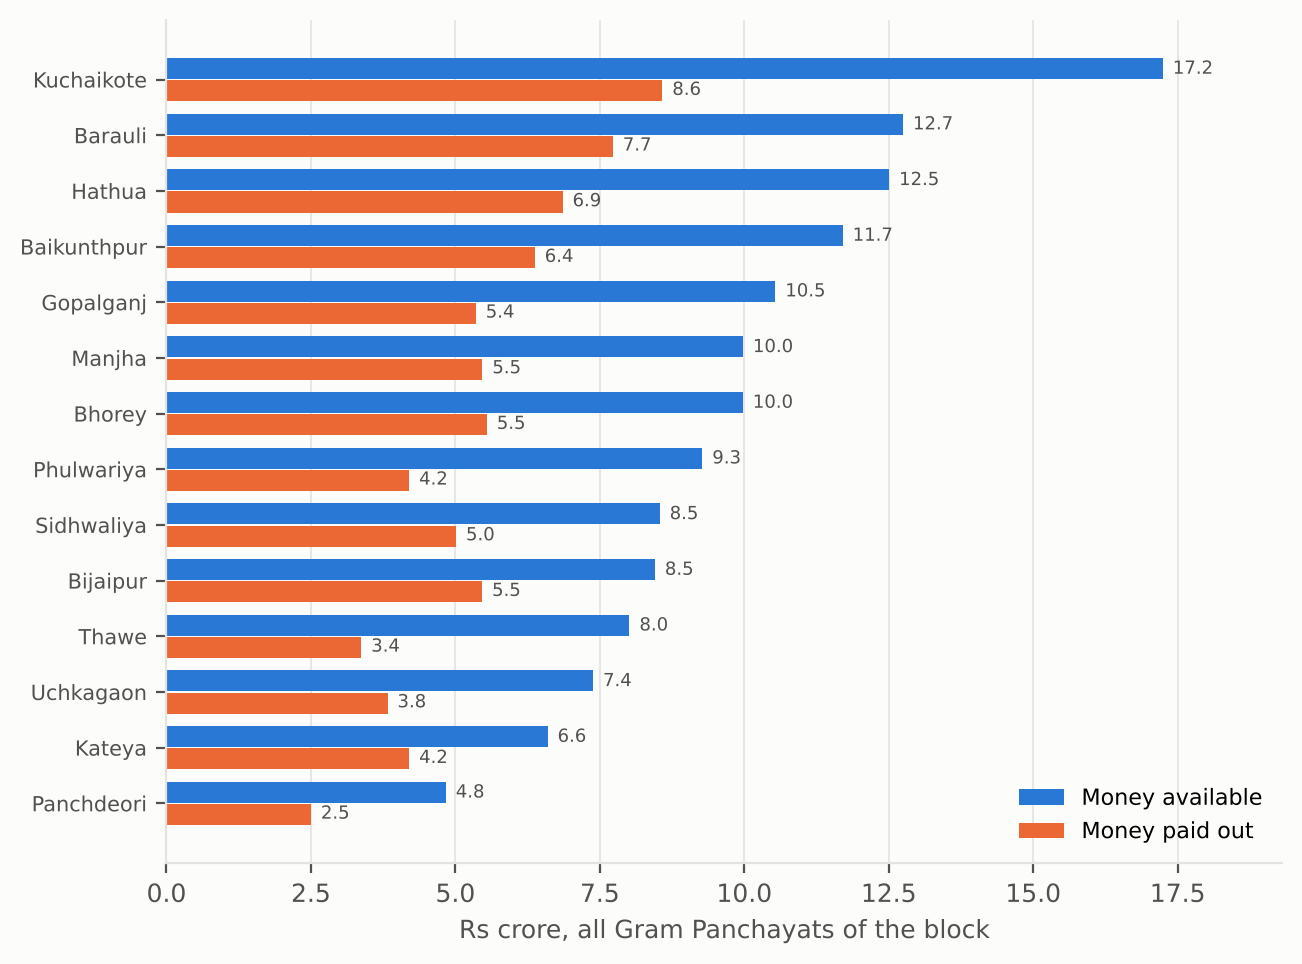 Kuchaikote 17.2
8.6
Barauli 12.7
7.7
Hathua 12.5
6.9
Baikunthpur 11.7
6.4
Gopalganj 10.5
5.4
Manjha 10.0
5.5
Bhorey 10.0
5.5
Phulwariya 9.3
4.2
Sidhwaliya 8.5
5.0
Bijaipur 8.5
5.5
Thawe 8.0
3.4
Uchkagaon 7.4
3.8
Kateya 6.6
4.2
Panchdeori 4.8
2.5
Money available
Money paid out
0.0 2.5 5.0 7.5 10.0 12.5 15.0 17.5
Rs crore, all Gram Panchayats of the block